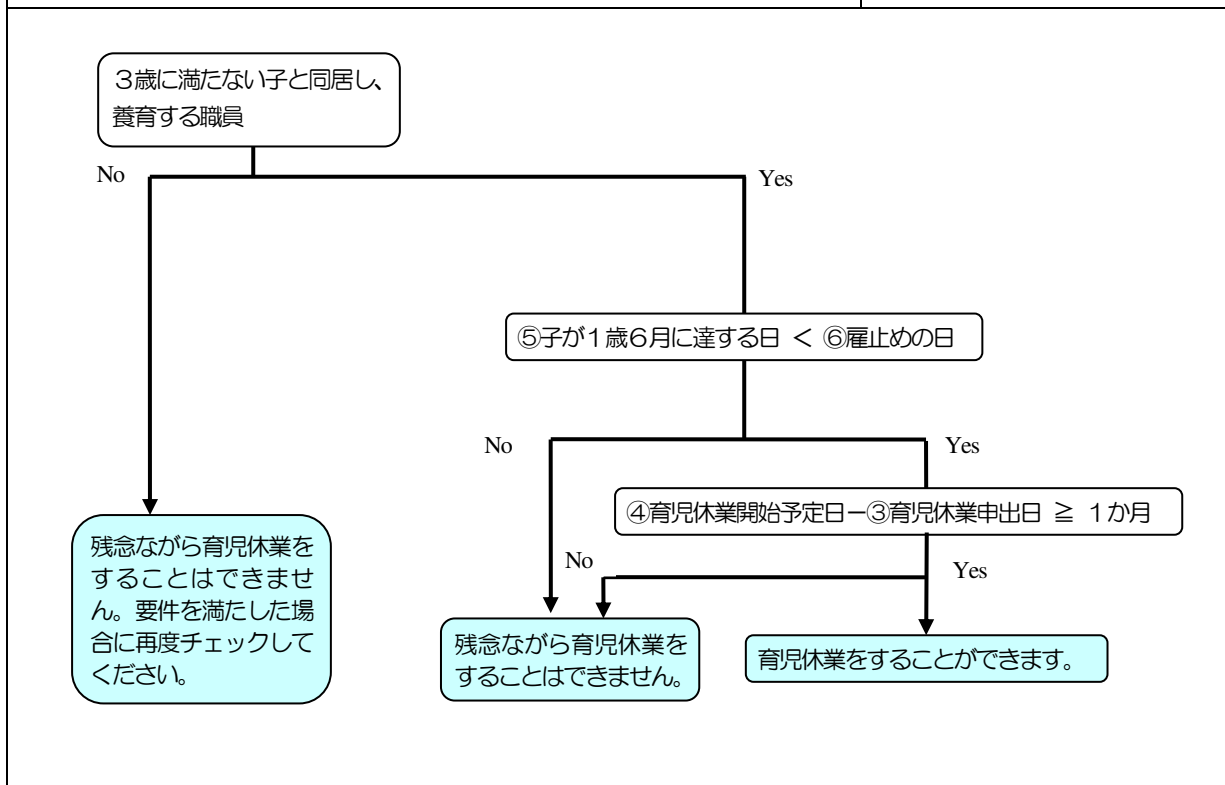 ３歳に満たない子と同居し、
養育する職員
No
Yes
⑤子が１歳６月に達する日 ＜ ⑥雇止めの日
No
Yes
④育児休業開始予定日－③育児休業申出日 ≧ １か月
No
Yes
残念ながら育児休業を
することはできませ
ん。要件を満たした場
合に再度チェックして
ください。
残念ながら育児休業を
することはできません。
育児休業をすることができます。